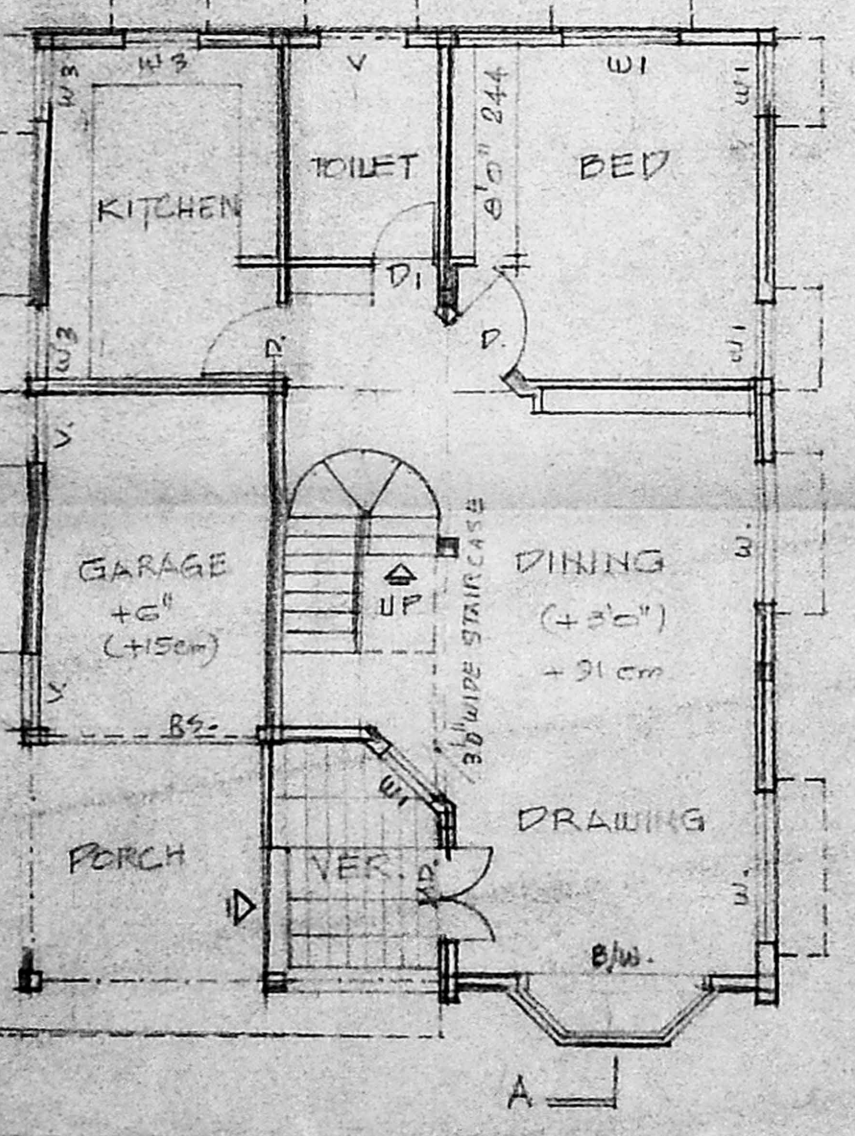 W3
W3
V
W1
W1
TOILET
BED
8'0" 244
KITCHEN
D1
D.
D.
W3
W1
V.
GARAGE
+6"
(+15cm)
UP
3'0" WIDE STAIRCASE
DINING
(+3'0")
+91 cm
W.
V.
RS.
W1
DRAWING
PORCH
VER.
W.
B/W.
A